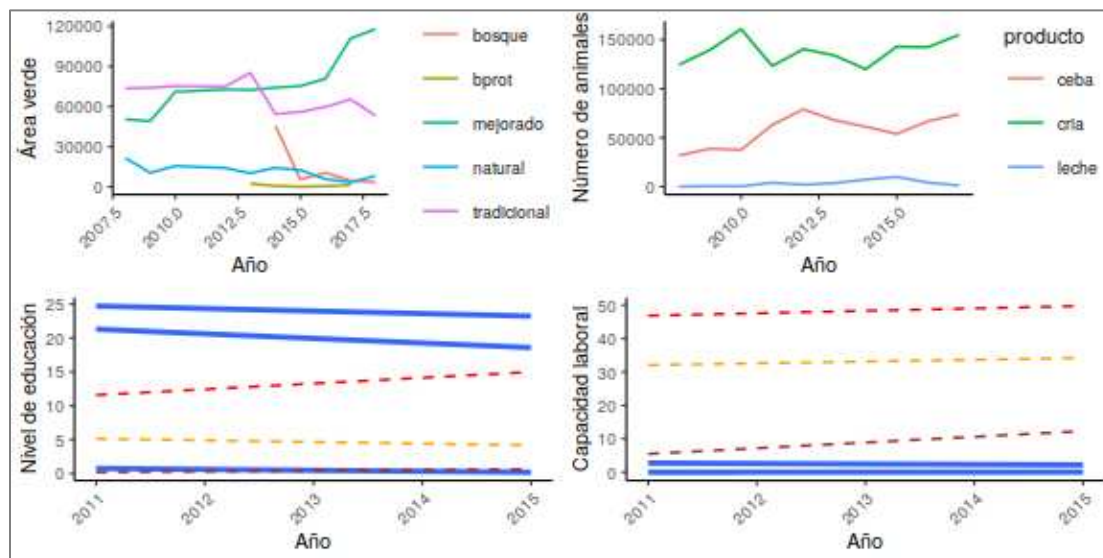 Área verde
120000
90000
60000
30000
0
2007.5
2010.0
2012.5
2015.0
2017.5
Año
bosque
bprot
mejorado
natural
tradicional
Número de animales
150000
100000
50000
0
2010.0
2012.5
2015.0
Año
producto
ceba
cria
leche
Nivel de educación
25
20
15
10
5
0
2011
2012
2013
2014
2015
Año
Capacidad laboral
50
40
30
20
10
0
2011
2012
2013
2014
2015
Año